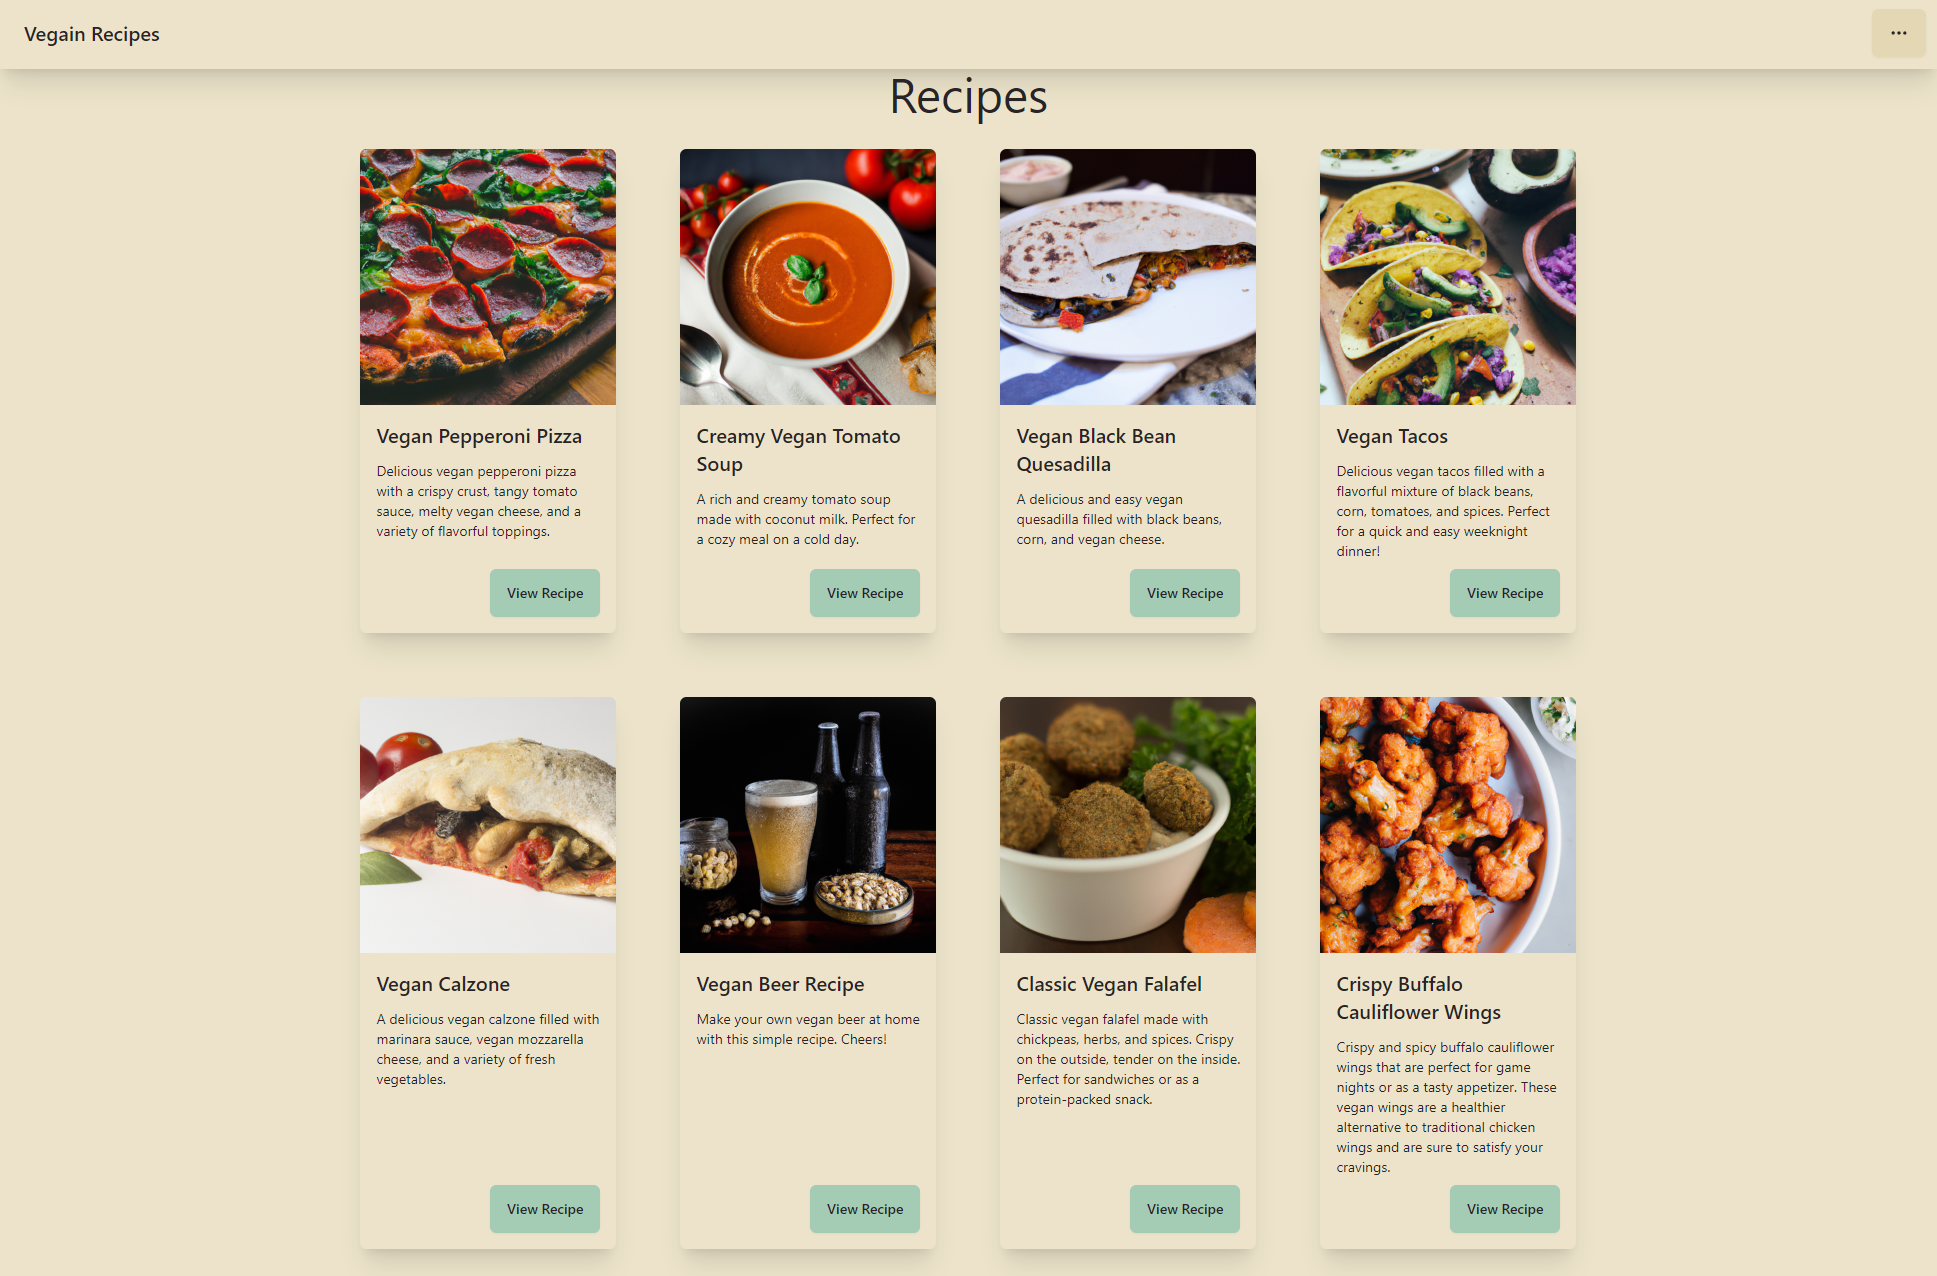 Vegain Recipes
Recipes
Vegan Pepperoni Pizza
Delicious vegan pepperoni pizza
with a crispy crust, tangy tomato
sauce, melty vegan cheese, and a
variety of flavorful toppings.
View Recipe
Creamy Vegan Tomato
Soup
A rich and creamy tomato soup
made with coconut milk. Perfect for
a cozy meal on a cold day.
View Recipe
Vegan Black Bean
Quesadilla
A delicious and easy vegan
quesadilla filled with black beans,
corn, and vegan cheese.
View Recipe
Vegan Tacos
Delicious vegan tacos filled with a
flavorful mixture of black beans,
corn, tomatoes, and spices. Perfect
for a quick and easy weeknight
dinner!
View Recipe
Vegan Calzone
A delicious vegan calzone filled with
marinara sauce, vegan mozzarella
cheese, and a variety of fresh
vegetables.
View Recipe
Vegan Beer Recipe
Make your own vegan beer at home
with this simple recipe. Cheers!
View Recipe
Classic Vegan Falafel
Classic vegan falafel made with
chickpeas, herbs, and spices. Crispy
on the outside, tender on the inside.
Perfect for sandwiches or as a
protein-packed snack.
View Recipe
Crispy Buffalo
Cauliflower Wings
Crispy and spicy buffalo cauliflower
wings that are perfect for game
nights or as a tasty appetizer. These
vegan wings are a healthier
alternative to traditional chicken
wings and are sure to satisfy your
cravings.
View Recipe